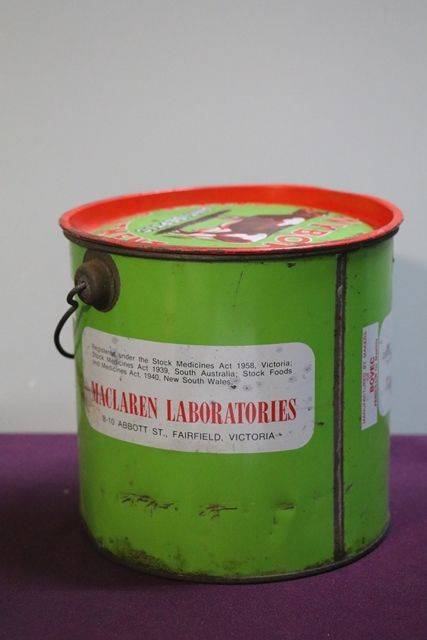 Registered under the Stock Medicines Act 1958, Victoria;
Stock Medicines Act 1939, South Australia; Stock Foods
and Medicines Act, 1940, New South Wales.
MACLAREN LABORATORIES
8-10 ABBOTT ST., FAIRFIELD, VICTORIA
BOVEC